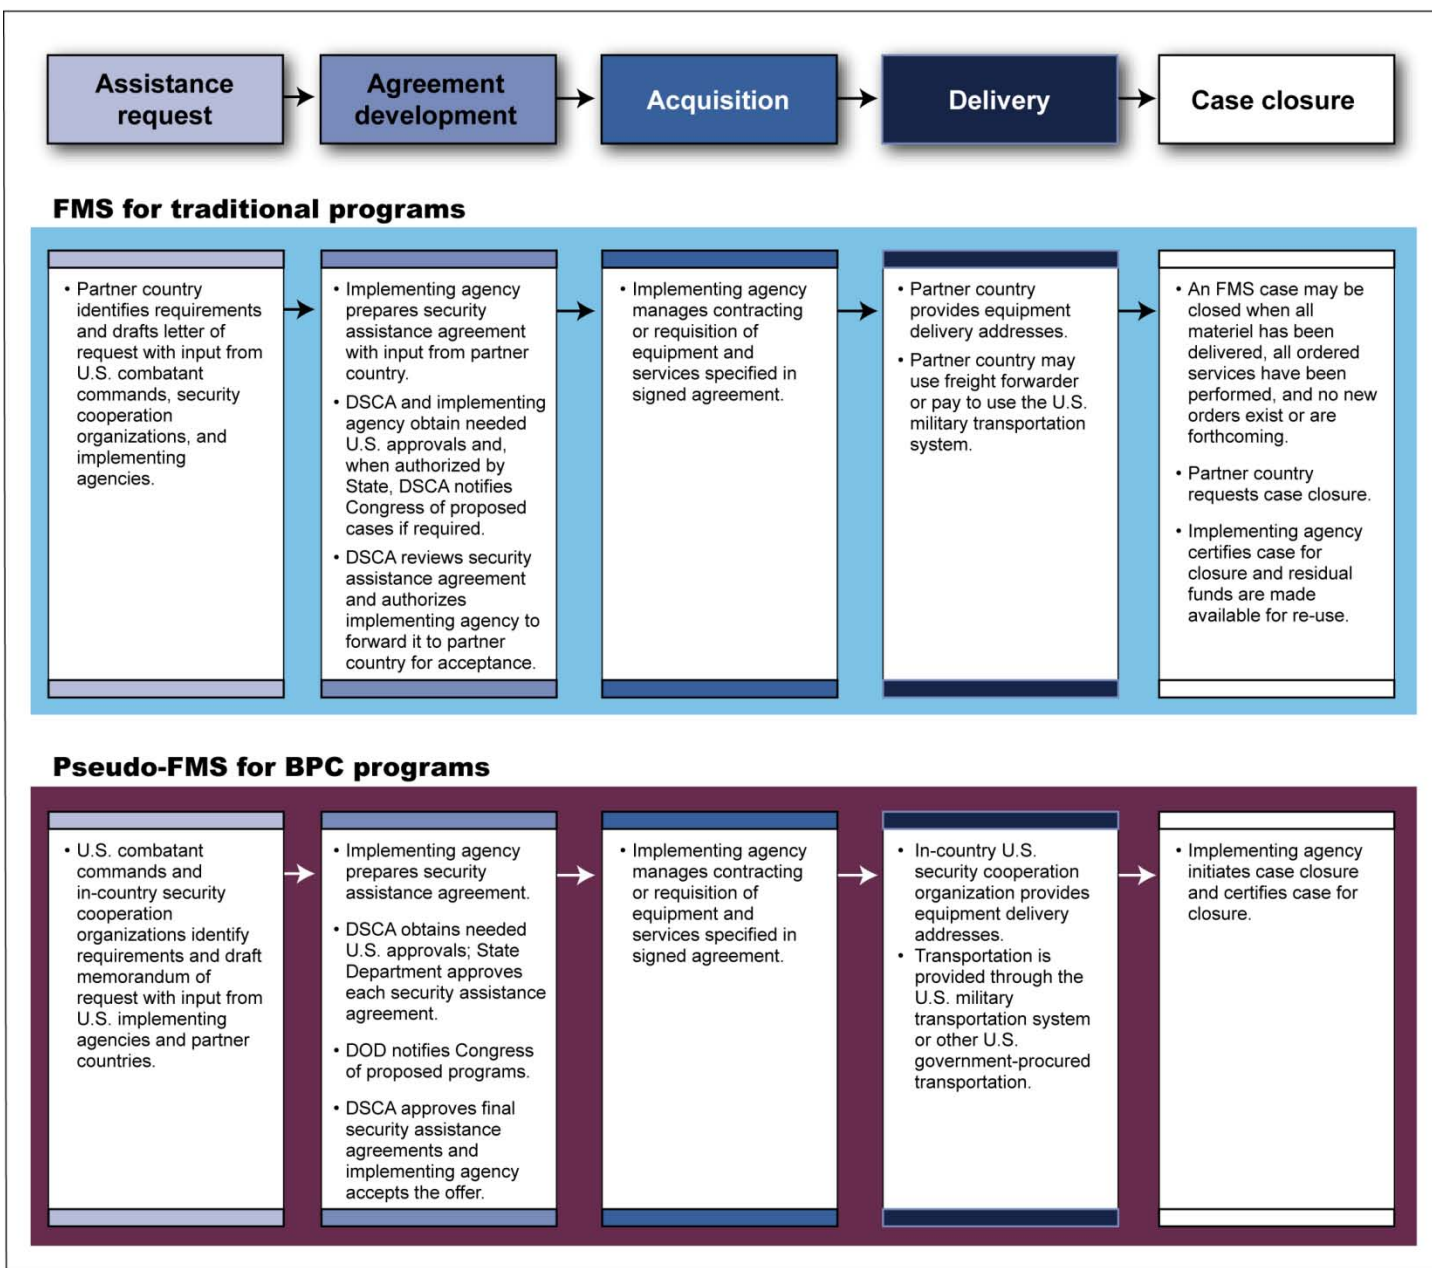 Assistance
request
Agreement
development
Acquisition
Delivery
Case closure
FMS for traditional programs
• Partner country
identifies requirements
and drafts letter of
request with input from
U.S. combatant
commands, security
cooperation
organizations, and
implementing
agencies.
• Implementing agency
prepares security
assistance agreement
with input from partner
country.
• DSCA and implementing
agency obtain needed
U.S. approvals and,
when authorized by
State, DSCA notifies
Congress of proposed
cases if required.
• DSCA reviews security
assistance agreement
and authorizes
implementing agency to
forward it to partner
country for acceptance.
• Implementing agency
manages contracting
or requisition of
equipment and
services specified in
signed agreement.
• Partner country
provides equipment
delivery addresses.
• Partner country may
use freight forwarder
or pay to use the U.S.
military transportation
system.
• An FMS case may be
closed when all
materiel has been
delivered, all ordered
services have been
performed, and no new
orders exist or are
forthcoming.
• Partner country
requests case closure.
• Implementing agency
certifies case for
closure and residual
funds are made
available for re-use.
Pseudo-FMS for BPC programs
• U.S. combatant
commands and
in-country security
cooperation
organizations identify
requirements and draft
memorandum of
request with input from
U.S. implementing
agencies and partner
countries.
• Implementing agency
prepares security
assistance agreement.
• DSCA obtains needed
U.S. approvals; State
Department approves
each security assistance
agreement.
• DOD notifies Congress
of proposed programs.
• DSCA approves final
security assistance
agreements and
implementing agency
accepts the offer.
• Implementing agency
manages contracting
or requisition of
equipment and
services specified in
signed agreement.
• In-country U.S.
security cooperation
organization provides
equipment delivery
addresses.
• Transportation is
provided through the
U.S. military
transportation system
or other U.S.
government-procured
transportation.
• Implementing agency
initiates case closure
and certifies case for
closure.